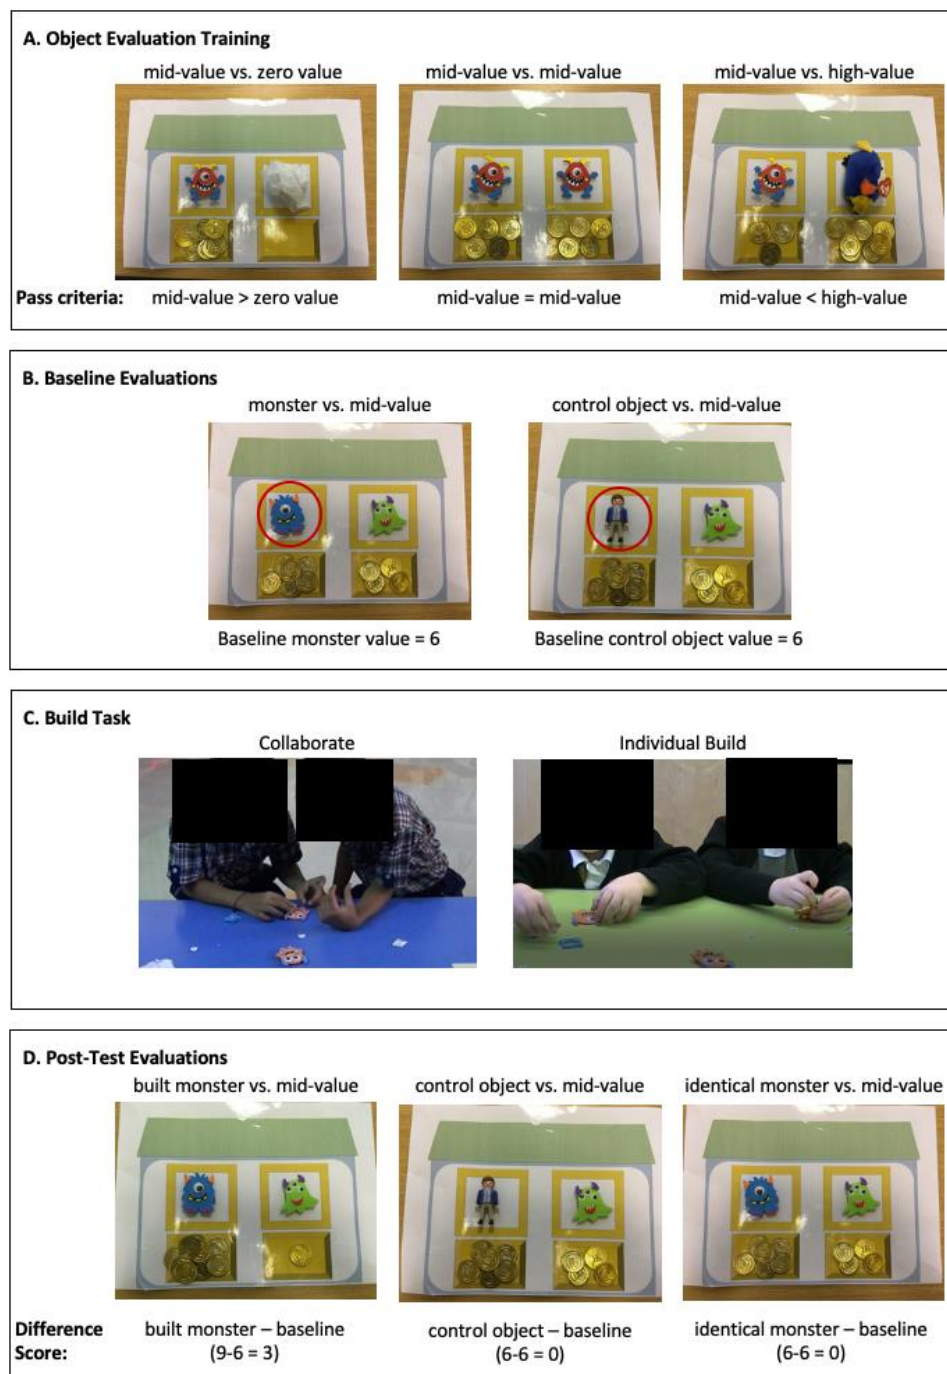 A. Object Evaluation Training
mid-value vs. zero value
mid-value vs. mid-value
mid-value vs. high-value
Pass criteria:
mid-value > zero value
mid-value = mid-value
mid-value < high-value
B. Baseline Evaluations
monster vs. mid-value
control object vs. mid-value
Baseline monster value = 6
Baseline control object value = 6
C. Build Task
Collaborate
Individual Build
D. Post-Test Evaluations
built monster vs. mid-value
control object vs. mid-value
identical monster vs. mid-value
Difference
Score:
built monster – baseline
(9-6 = 3)
control object – baseline
(6-6 = 0)
identical monster – baseline
(6-6 = 0)